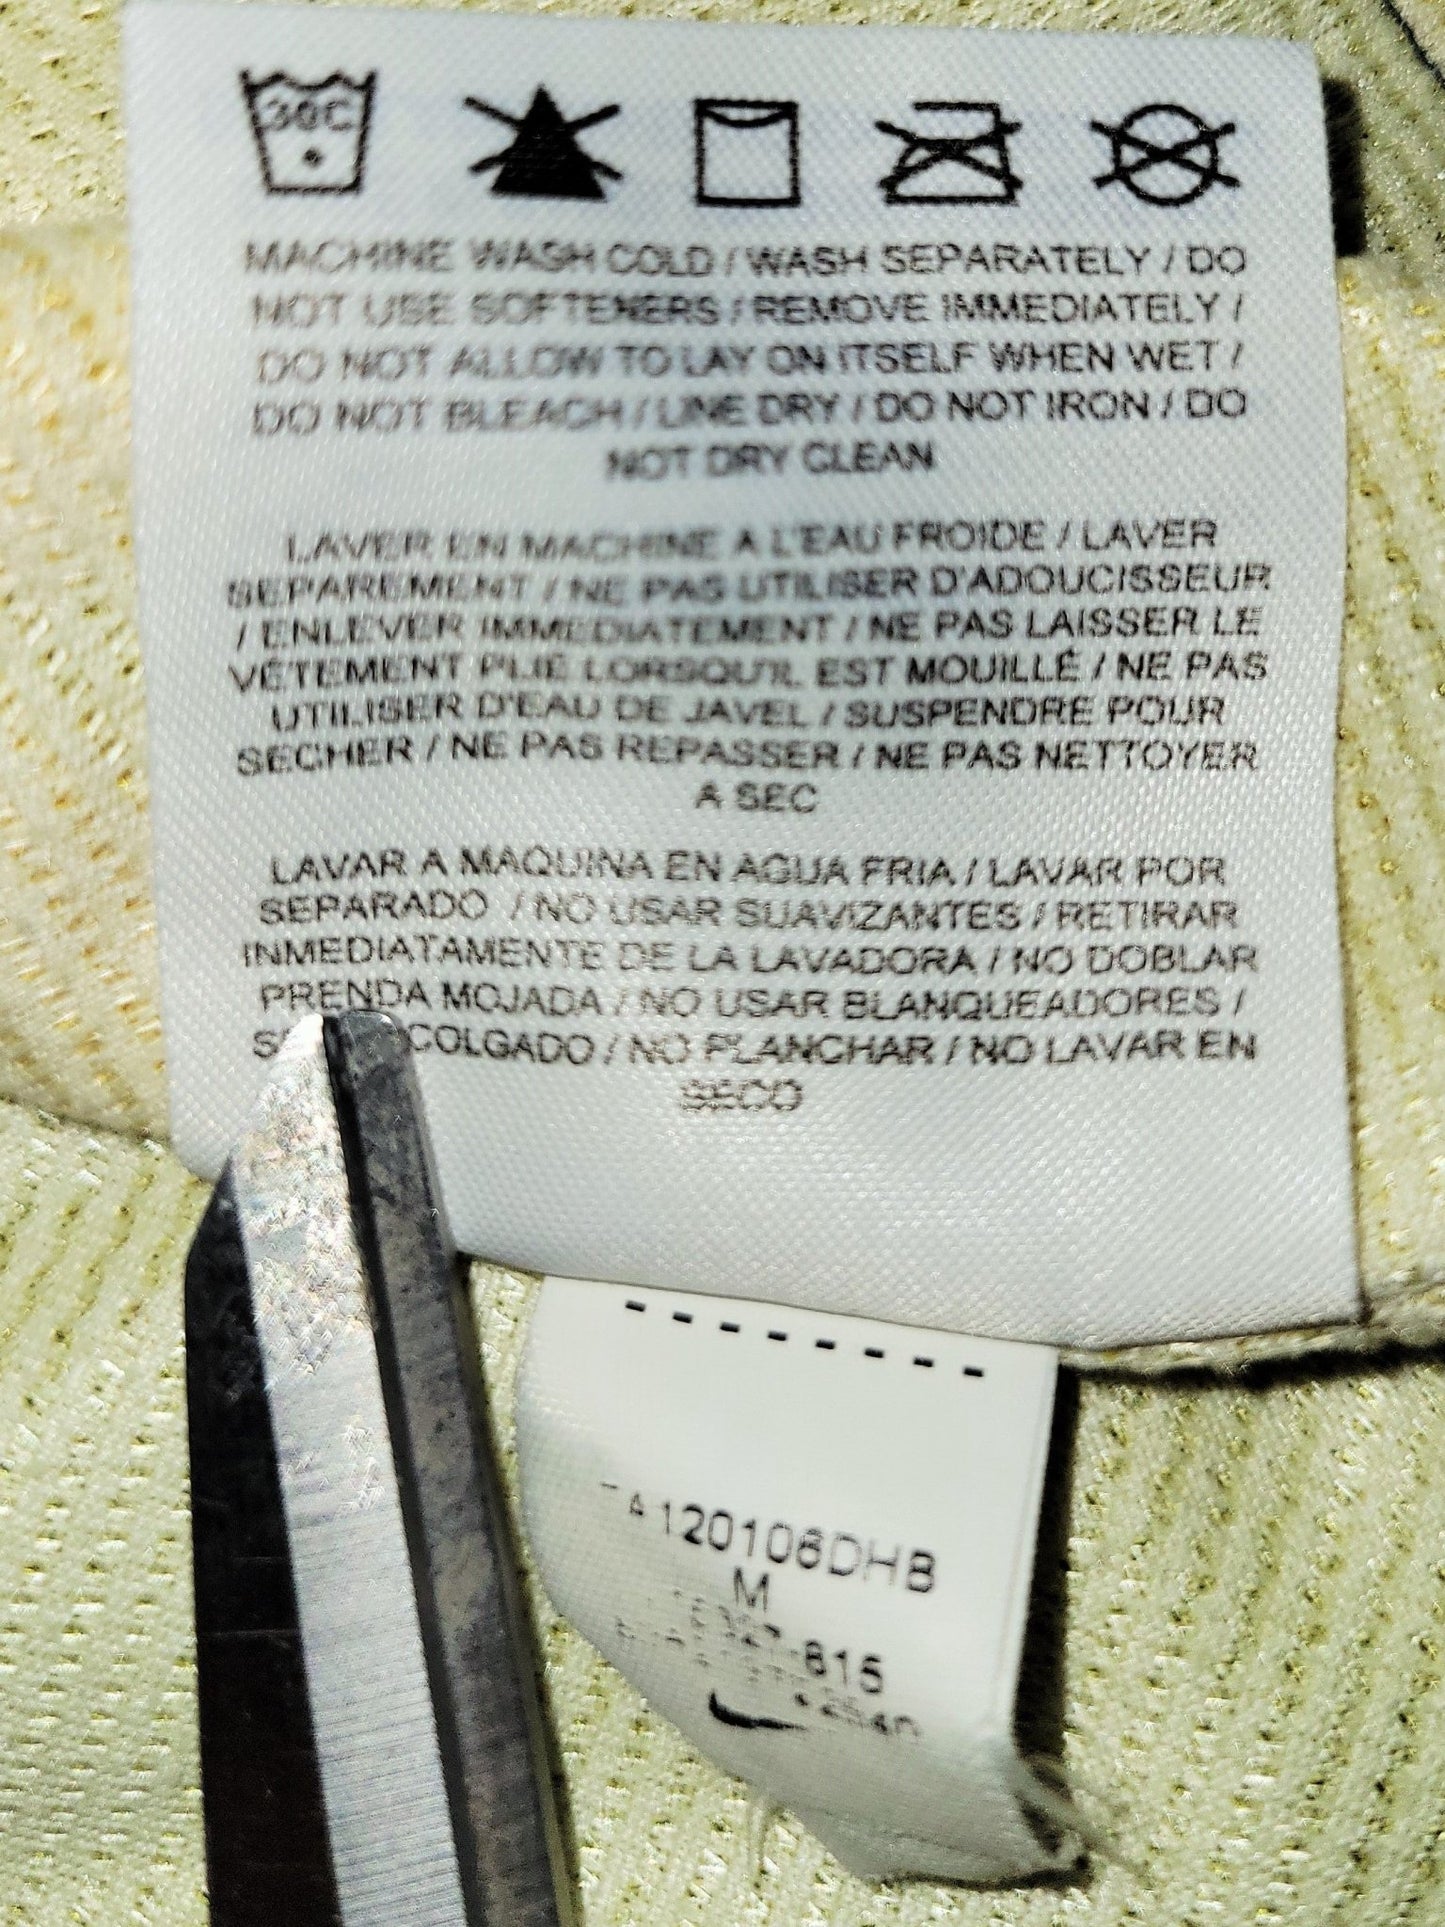 30C
MACHINE WASH COLD / WASH SEPARATELY / DO
NOT USE SOFTENERS / REMOVE IMMEDIATELY /
DO NOT ALLOW TO LAY ON ITSELF WHEN WET /
DO NOT BLEACH / LINE DRY / DO NOT IRON / DO
NOT DRY CLEAN
LAVER EN MACHINE A L'EAU FROIDE / LAVER
SEPAREMENT / NE PAS UTILISER D'ADOUCISSEUR
/ ENLEVER IMMEDIATEMENT / NE PAS LAISSER LE
VÊTEMENT PLIÉ LORSQU'IL EST MOUILLÉ / NE PAS
UTILISER D'EAU DE JAVEL / SUSPENDRE POUR
SECHER / NE PAS REPASSER / NE PAS NETTOYER
A SEC
LAVAR A MAQUINA EN AGUA FRIA / LAVAR POR
SEPARADO / NO USAR SUAVIZANTES / RETIRAR
INMEDIATAMENTE DE LA LAVADORA / NO DOBLAR
PRENDA MOJADA / NO USAR BLANQUEADORES /
COLGADO / NO PLANCHAR / NO LAVAR EN
SECO
120106DHB
M
815